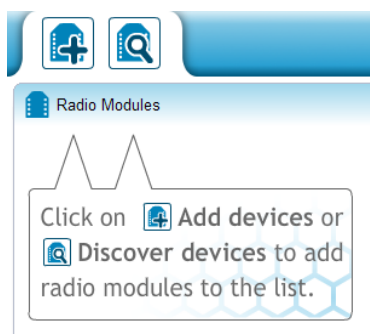 Radio Modules
Click on Add devices or
Discover devices to add
radio modules to the list.